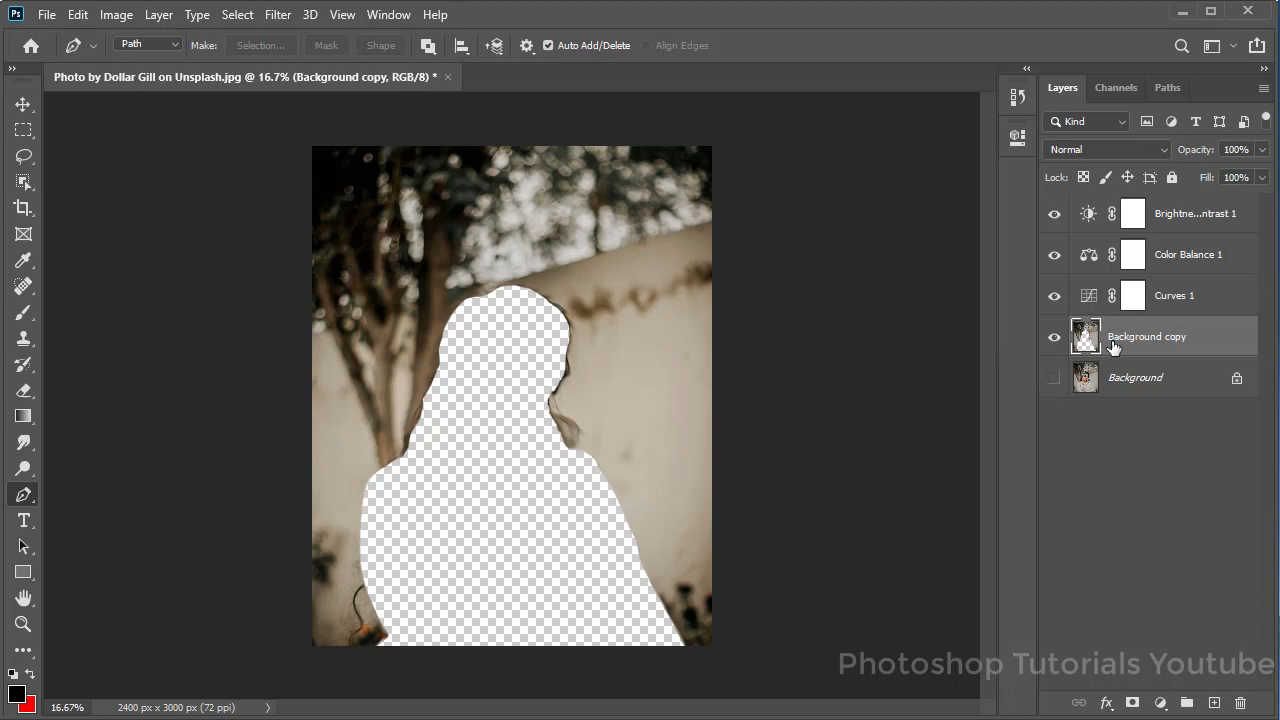 Ps File Edit Image Layer Type Select Filter 3D View Window Help
Path Make: Selection... Mask Shape Auto Add/Delete Align Edges
Photo by Dollar Gill on Unsplash.jpg @ 16.7% (Background copy, RGB/8) *
Layers Channels Paths
Kind
Normal Opacity: 100%
Lock: Fill: 100%
Brightne...ntrast 1
Color Balance 1
Curves 1
Background copy
Background
Photoshop Tutorials Youtube
16.67% 2400 px x 3000 px (72 ppi)